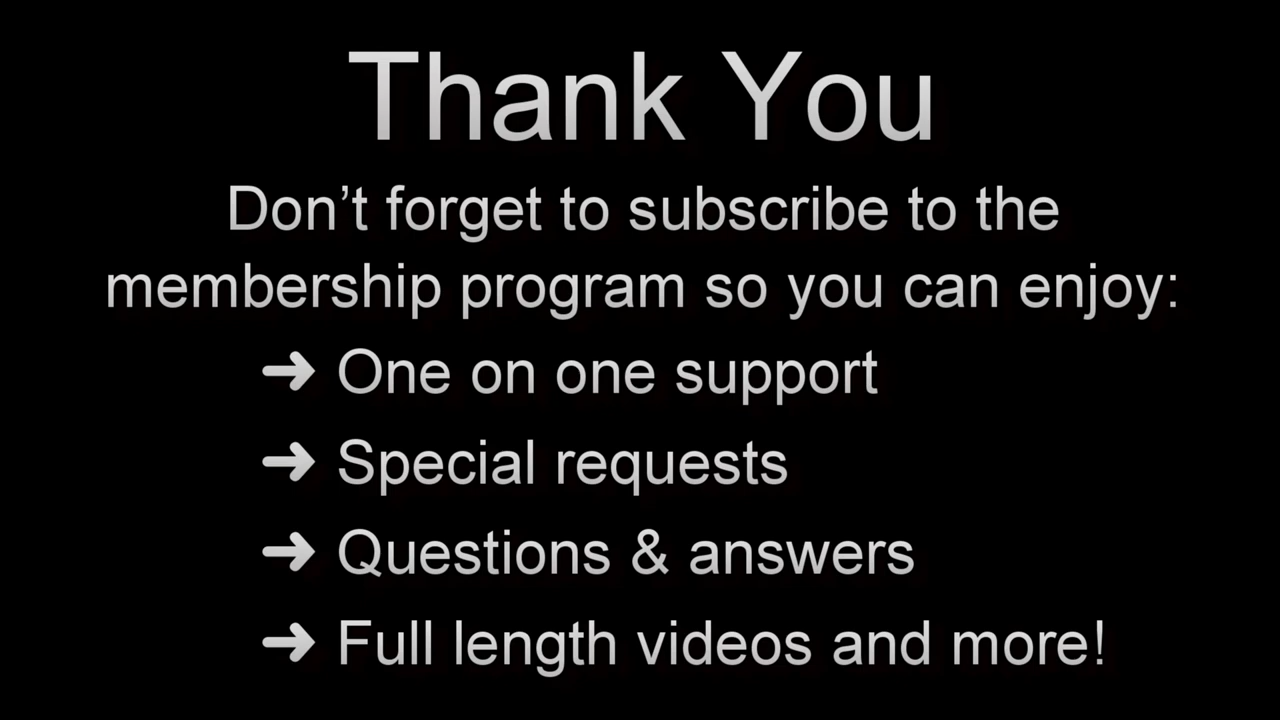 Thank You
Don’t forget to subscribe to the
membership program so you can enjoy:
➜ One on one support
➜ Special requests
➜ Questions & answers
➜ Full length videos and more!